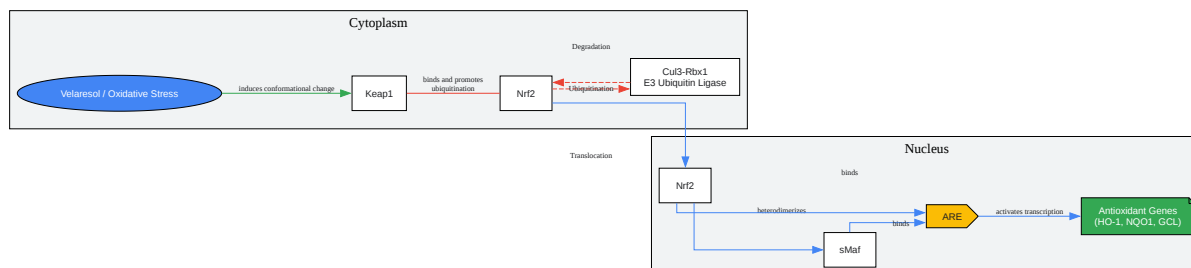 Cytoplasm
Degradation
Velaresol / Oxidative Stress
induces conformational change
Keap1
binds and promotes
ubiquitination
Nrf2
Ubiquitination
Cul3-Rbx1
E3 Ubiquitin Ligase
Translocation
Nucleus
Nrf2
binds
heterodimerizes
sMaf
binds
ARE
activates transcription
Antioxidant Genes
(HO-1, NQO1, GCL)